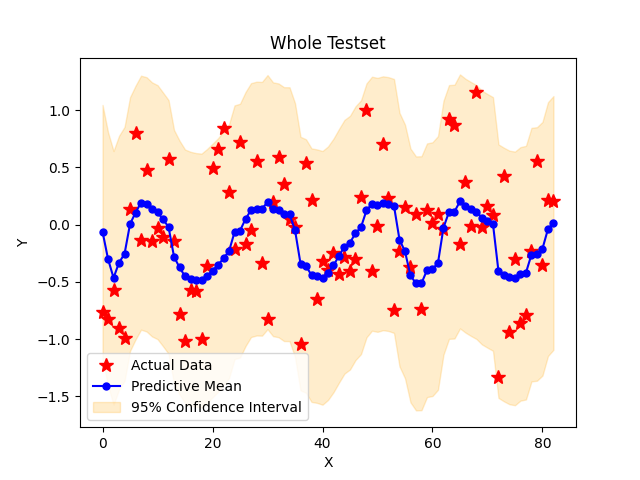 Whole Testset
Y
1.0
0.5
0.0
−0.5
−1.0
−1.5
Actual Data
Predictive Mean
95% Confidence Interval
0 20 40 60 80
X